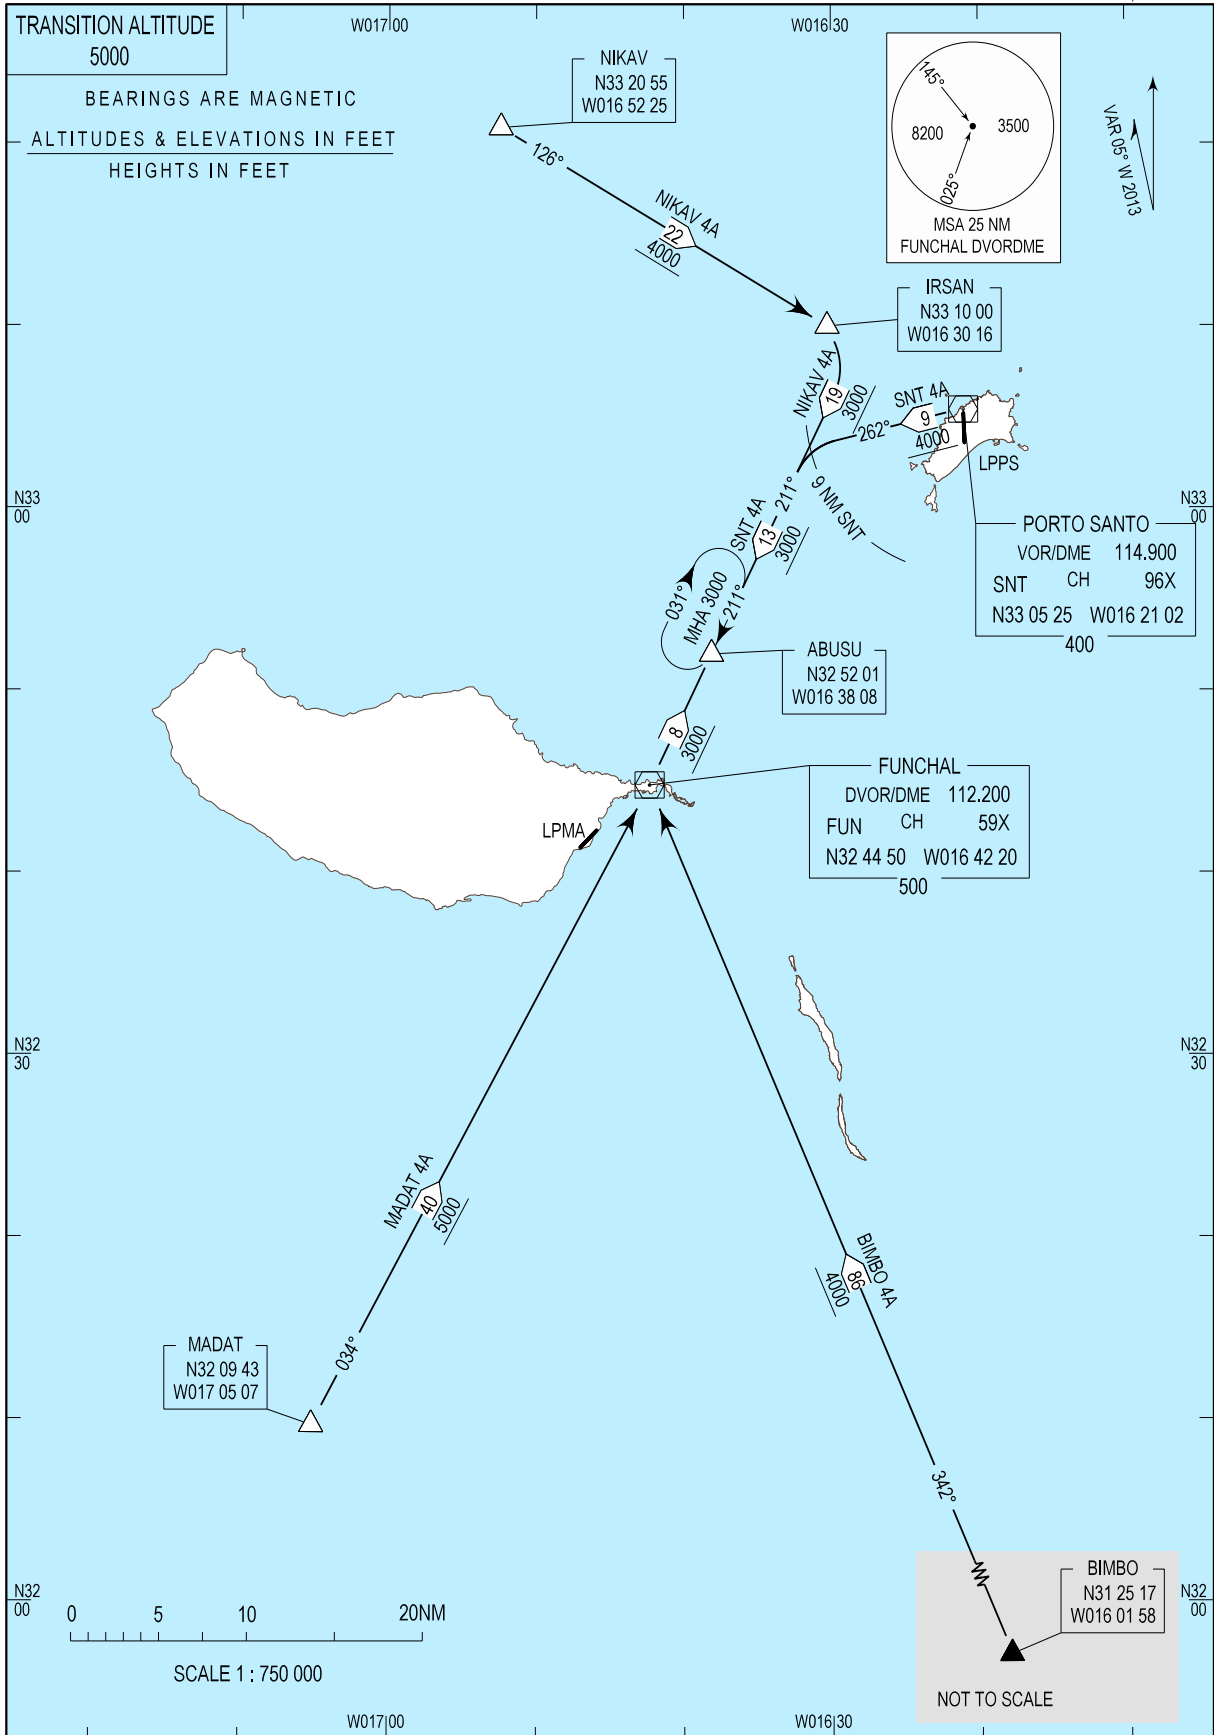 TRANSITION ALTITUDE
5000
BEARINGS ARE MAGNETIC
ALTITUDES & ELEVATIONS IN FEET
HEIGHTS IN FEET
W017 00
W016 30
NIKAV
N33 20 55
W016 52 25
145°
8200
3500
025°
MSA 25 NM
FUNCHAL DVORDME
VAR 05° W 2013
126°
NIKAV 4A
22
4000
IRSAN
N33 10 00
W016 30 16
NIKAV 4A
19
3000
SNT 4A
9
4000
262°
LPPS
N33
00
N33
00
211°
9 NM SNT
SNT 4A
13
3000
PORTO SANTO
VOR/DME 114.900
SNT CH 96X
N33 05 25 W016 21 02
400
031°
MHA 3000
211°
ABUSU
N32 52 01
W016 38 08
8
3000
FUNCHAL
DVOR/DME 112.200
FUN CH 59X
N32 44 50 W016 42 20
500
LPMA
N32
30
N32
30
MADAT 4A
40
5000
BIMBO 4A
86
4000
034°
MADAT
N32 09 43
W017 05 07
342°
BIMBO
N31 25 17
W016 01 58
NOT TO SCALE
N32
00
N32
00
0 5 10 20NM
SCALE 1 : 750 000
W017 00
W016 30